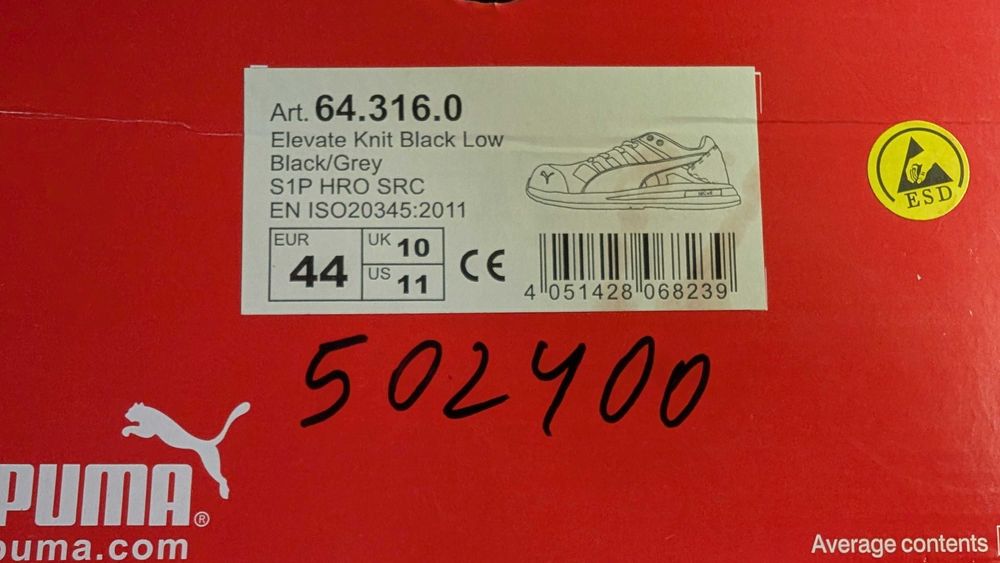 Art. 64.316.0
Elevate Knit Black Low
Black/Grey
S1P HRO SRC
EN ISO20345:2011
EUR 44
UK 10
US 11
CE
4 051428 068239
ESD
502400
PUMA®
puma.com
Average contents